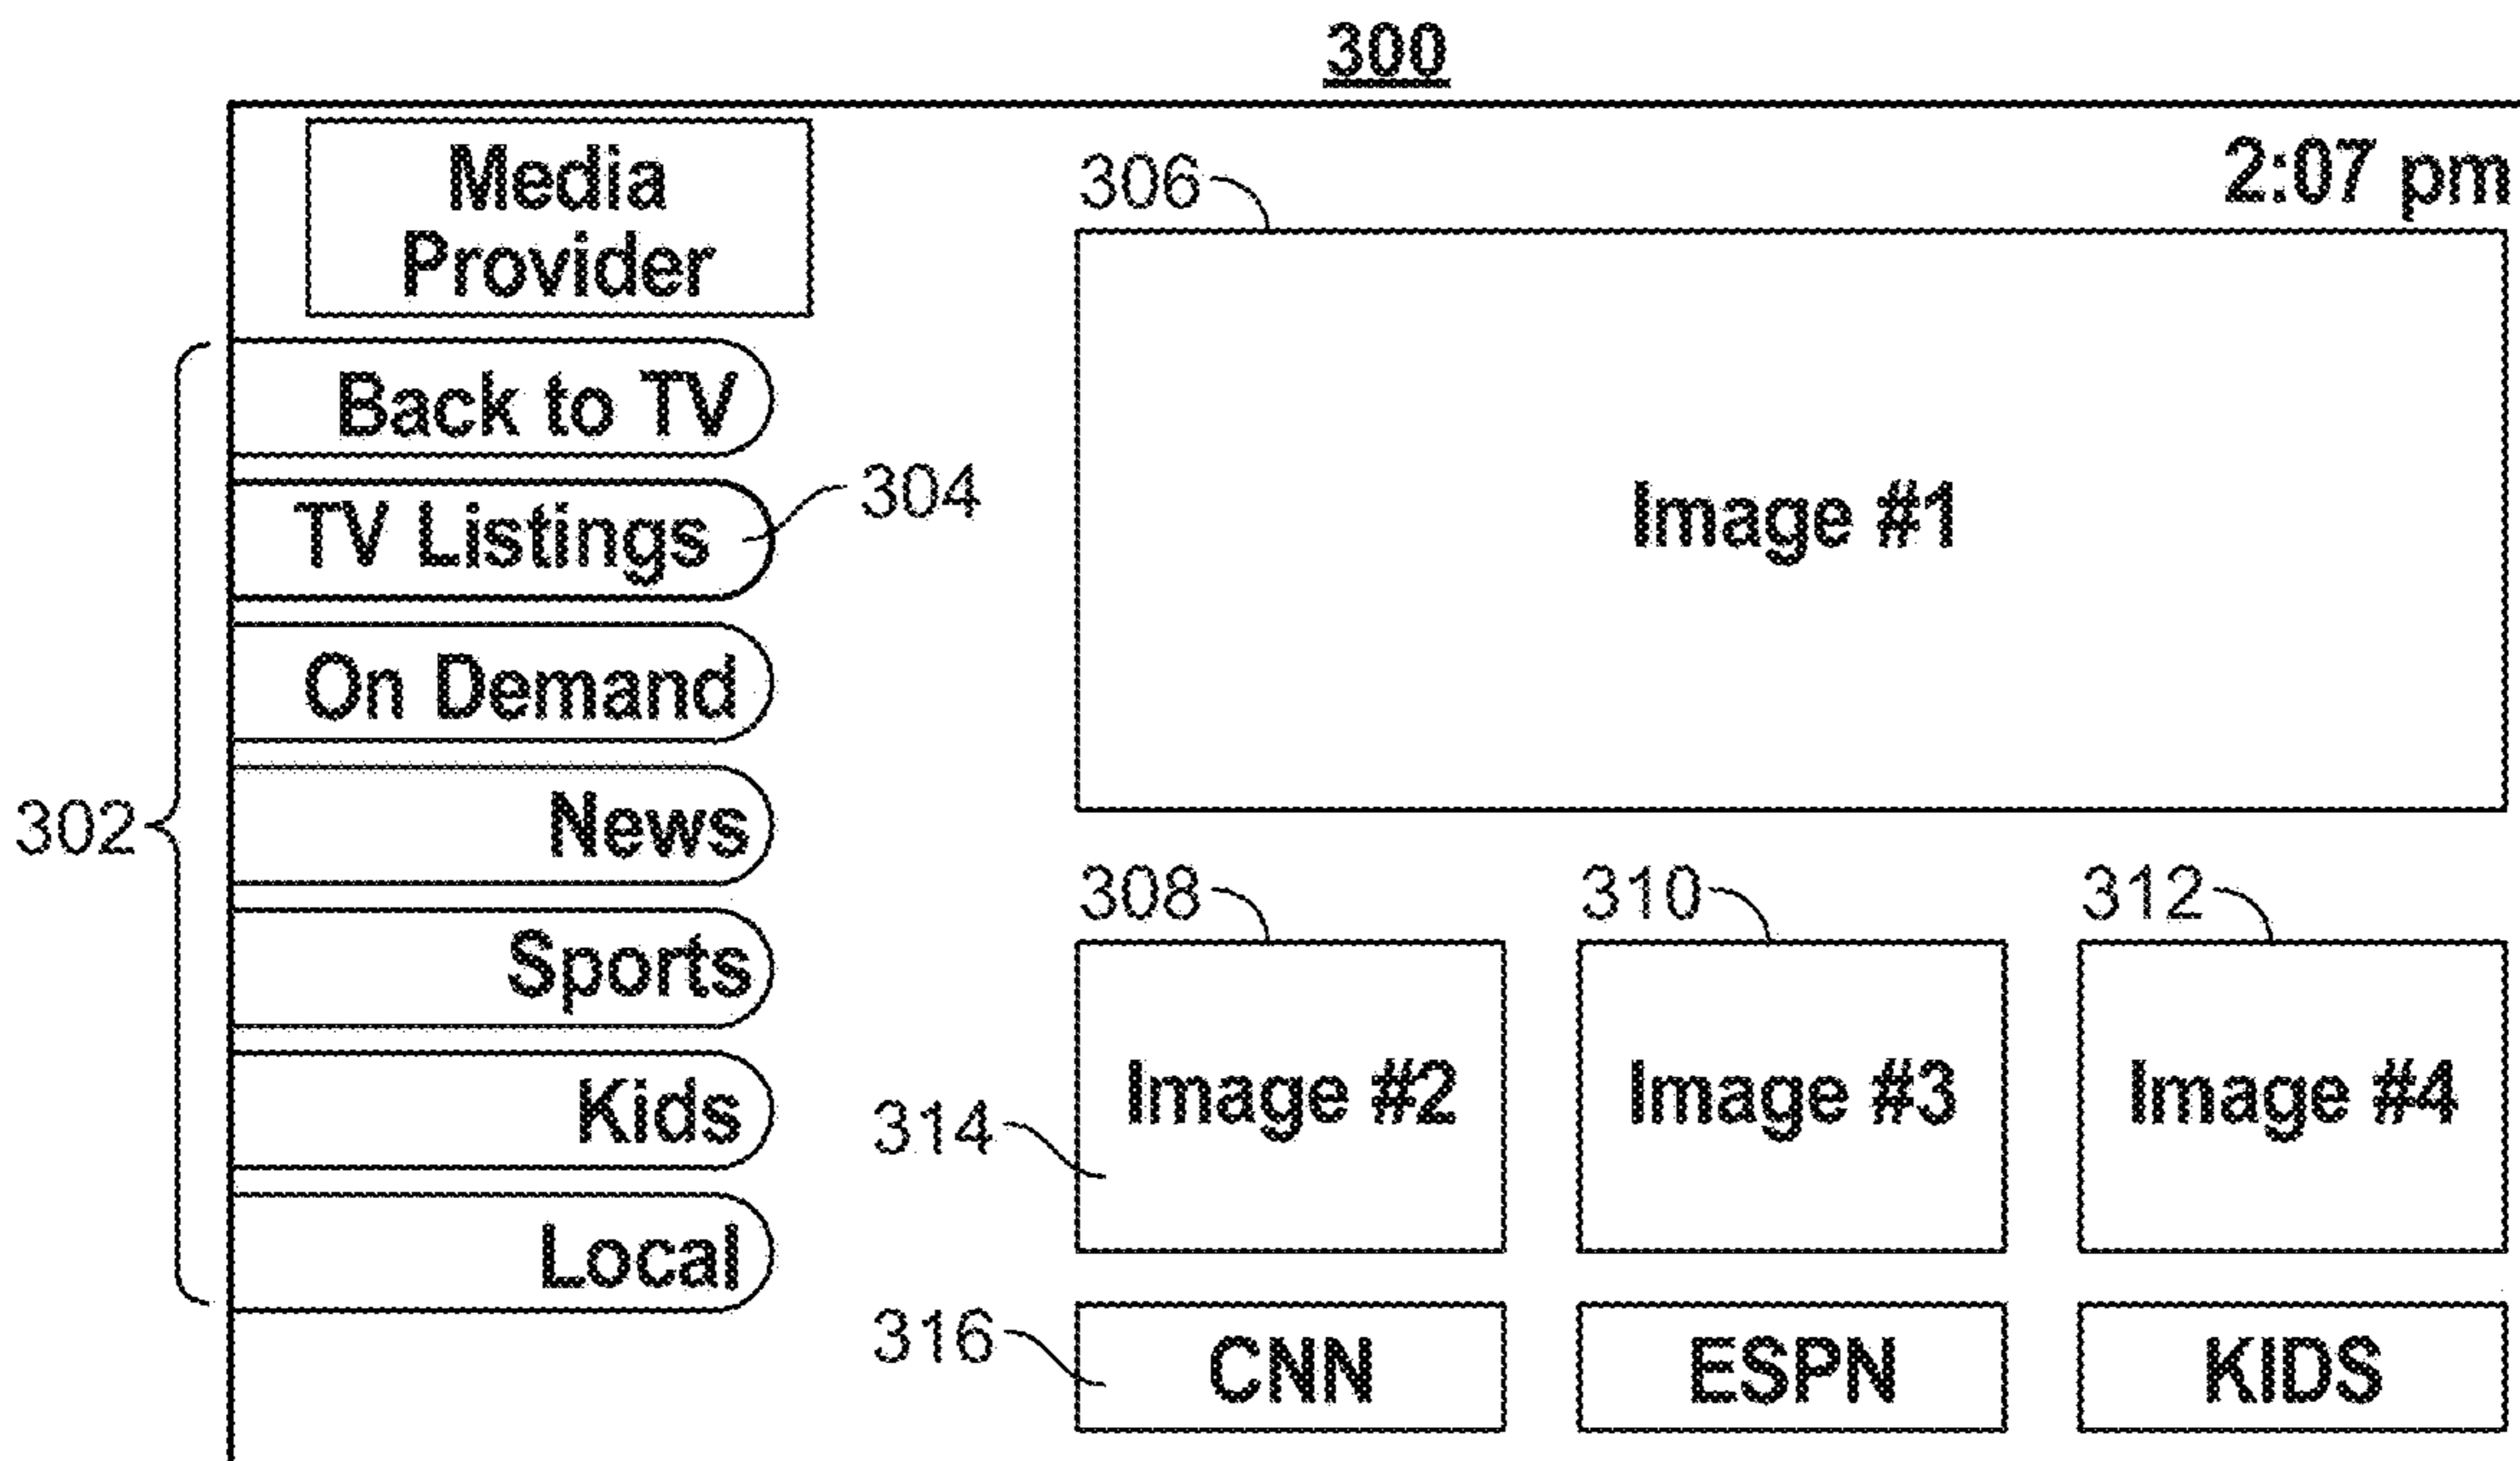 300
Media
Provider
2:07 pm
306
Back to TV
TV Listings
304
Image #1
On Demand
302
News
Sports
Kids
Local
308
310
312
Image #2
Image #3
Image #4
314
316
CNN
ESPN
KIDS